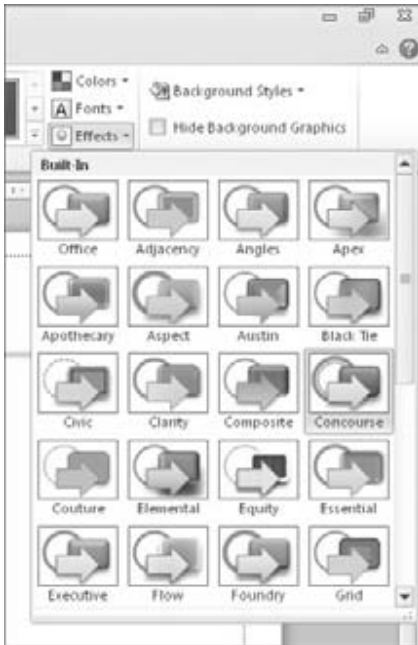 Colors
Background Styles
Fonts
Hide Background Graphics
Effects
Built-In
Office Adjacency Angles Apex
Apothecary Aspect Austin Black Tie
Civic Clarity Composite Concourse
Couture Elemental Equity Essential
Executive Flow Foundry Grid